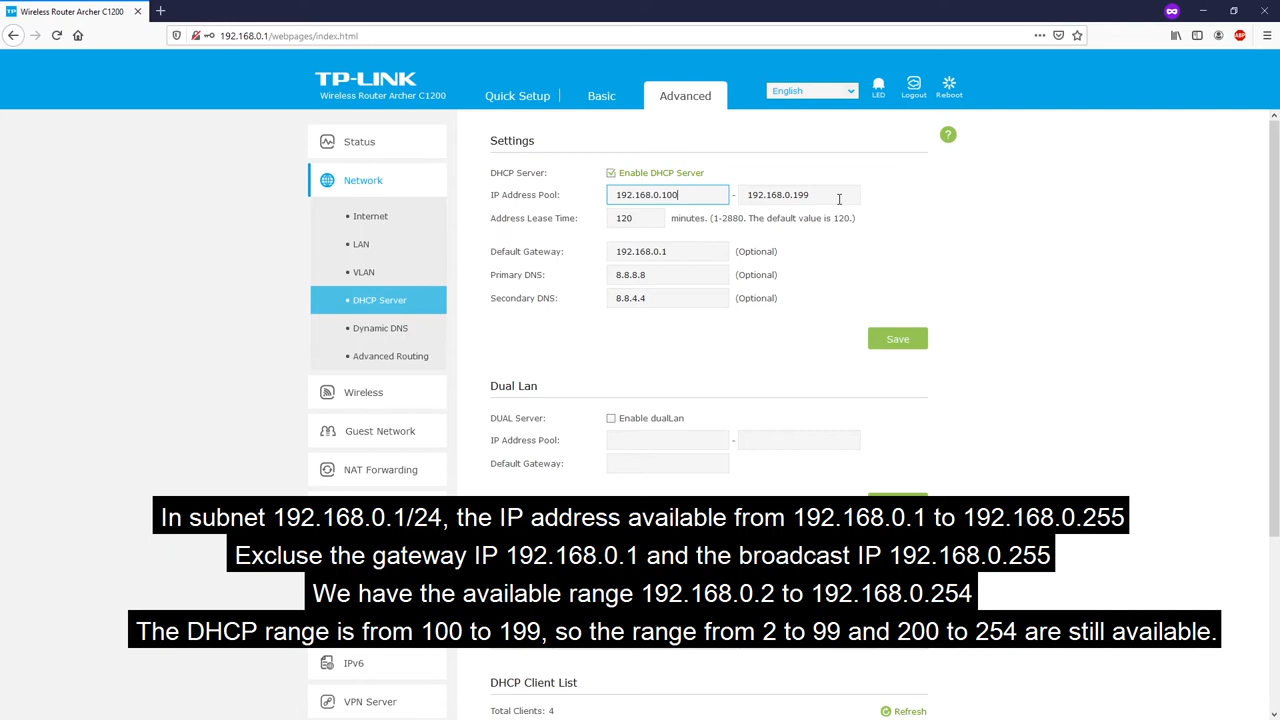 Wireless Router Archer C1200
192.168.0.1/webpages/index.html
TP-LINK
Wireless Router Archer C1200
Quick Setup
Basic
Advanced
English
LED
Logout
Reboot
Status
Network
Internet
LAN
VLAN
DHCP Server
Dynamic DNS
Advanced Routing
Wireless
Guest Network
NAT Forwarding
IPv6
VPN Server
Settings
?
DHCP Server: Enable DHCP Server
IP Address Pool: 192.168.0.100 - 192.168.0.199
Address Lease Time: 120 minutes. (1-2880. The default value is 120.)
Default Gateway: 192.168.0.1 (Optional)
Primary DNS: 8.8.8.8 (Optional)
Secondary DNS: 8.8.4.4 (Optional)
Save
Dual Lan
DUAL Server: Enable dualLan
IP Address Pool: -
Default Gateway:
In subnet 192.168.0.1/24, the IP address available from 192.168.0.1 to 192.168.0.255
Excluse the gateway IP 192.168.0.1 and the broadcast IP 192.168.0.255
We have the available range 192.168.0.2 to 192.168.0.254
The DHCP range is from 100 to 199, so the range from 2 to 99 and 200 to 254 are still available.
DHCP Client List
Total Clients: 4
Refresh